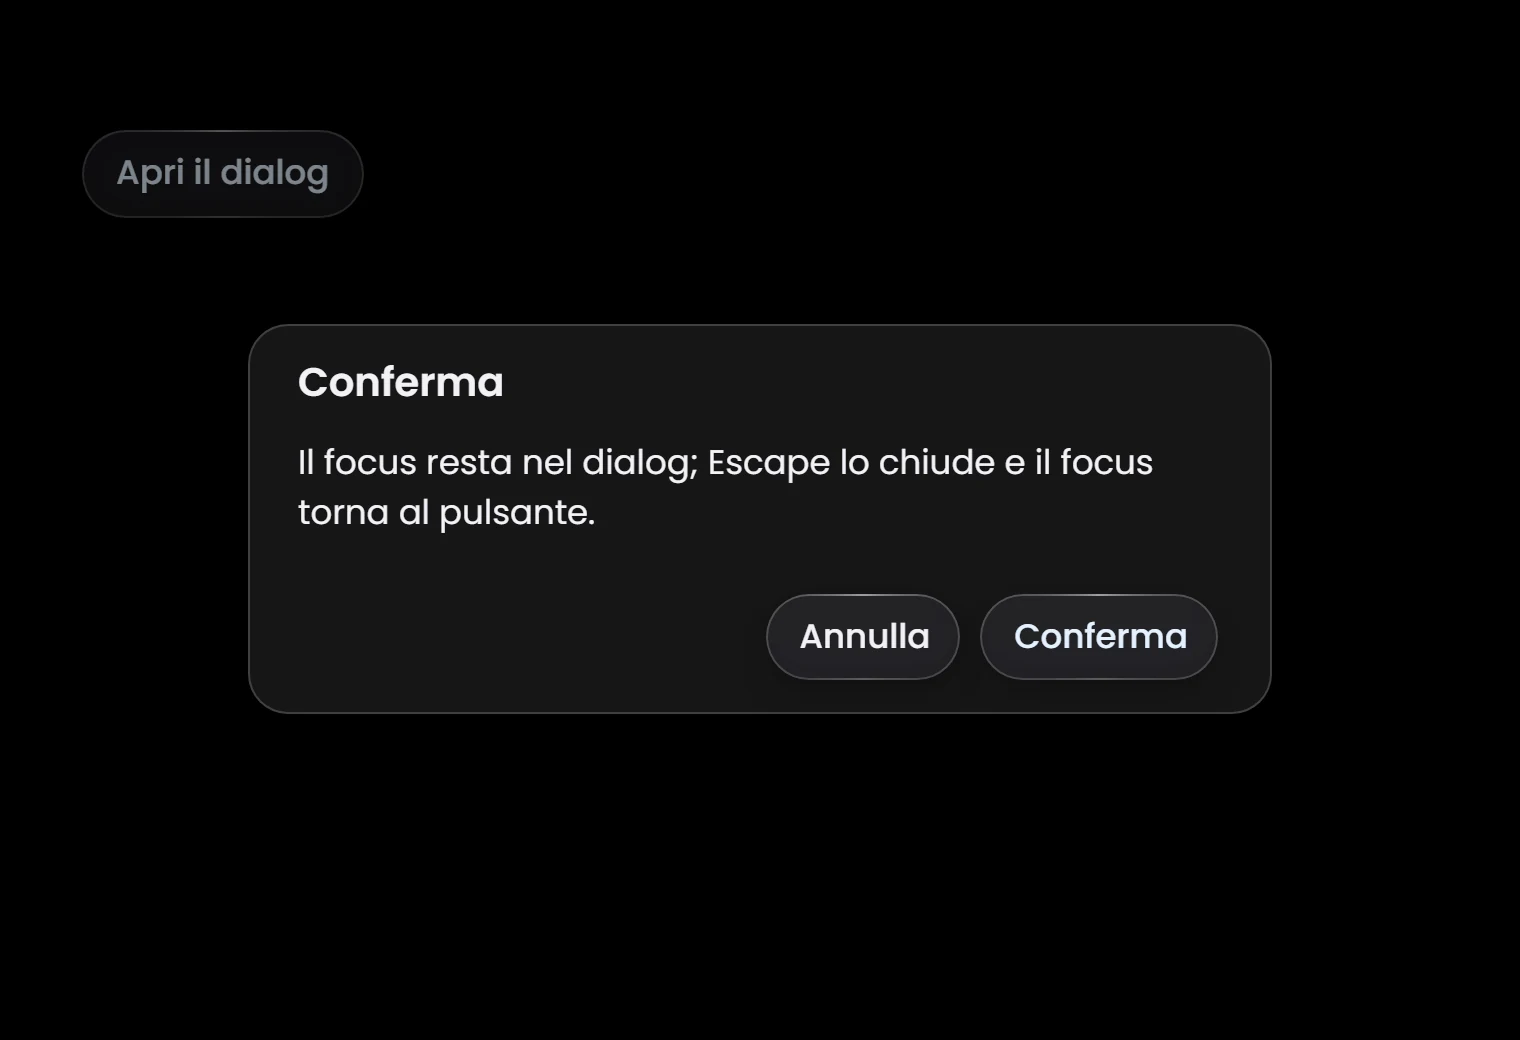 Apri il dialog
Conferma
Il focus resta nel dialog; Escape lo chiude e il focus
torna al pulsante.
Annulla
Conferma